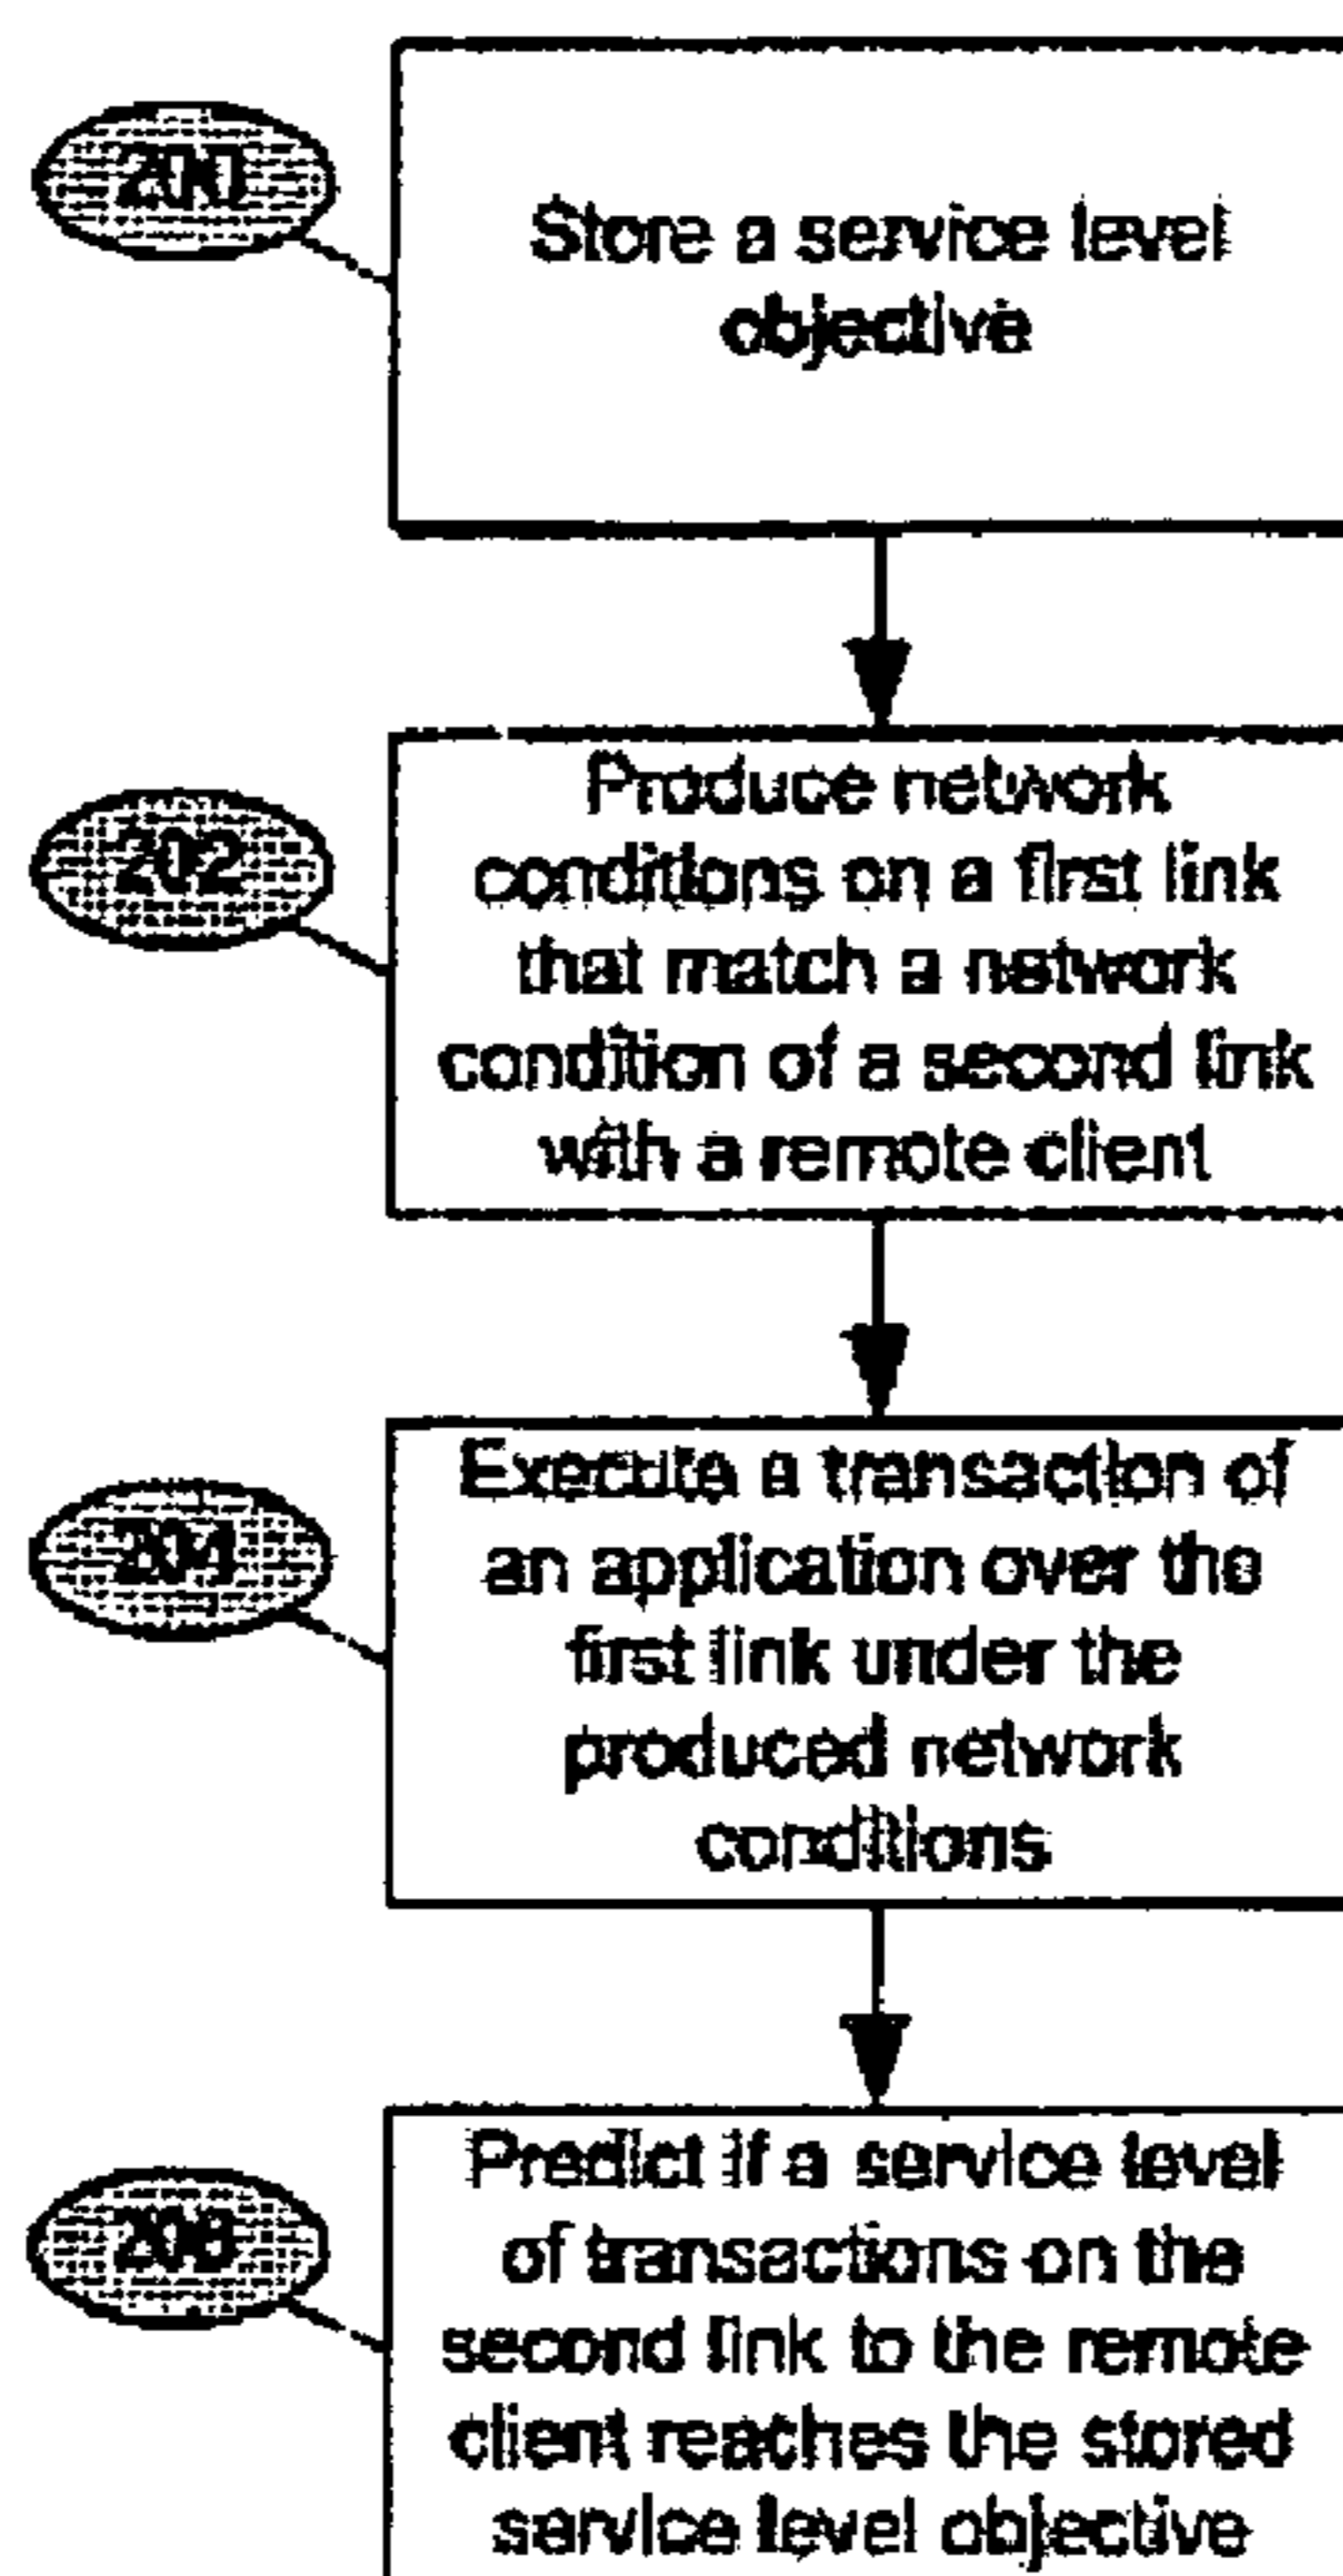 200
Store a service level
objective
202
Produce network
conditions on a first link
that match a network
condition of a second link
with a remote client
204
Execute a transaction of
an application over the
first link under the
produced network
conditions
Predict if a service level
of transactions on the
second link to the remote
client reaches the stored
service level objective